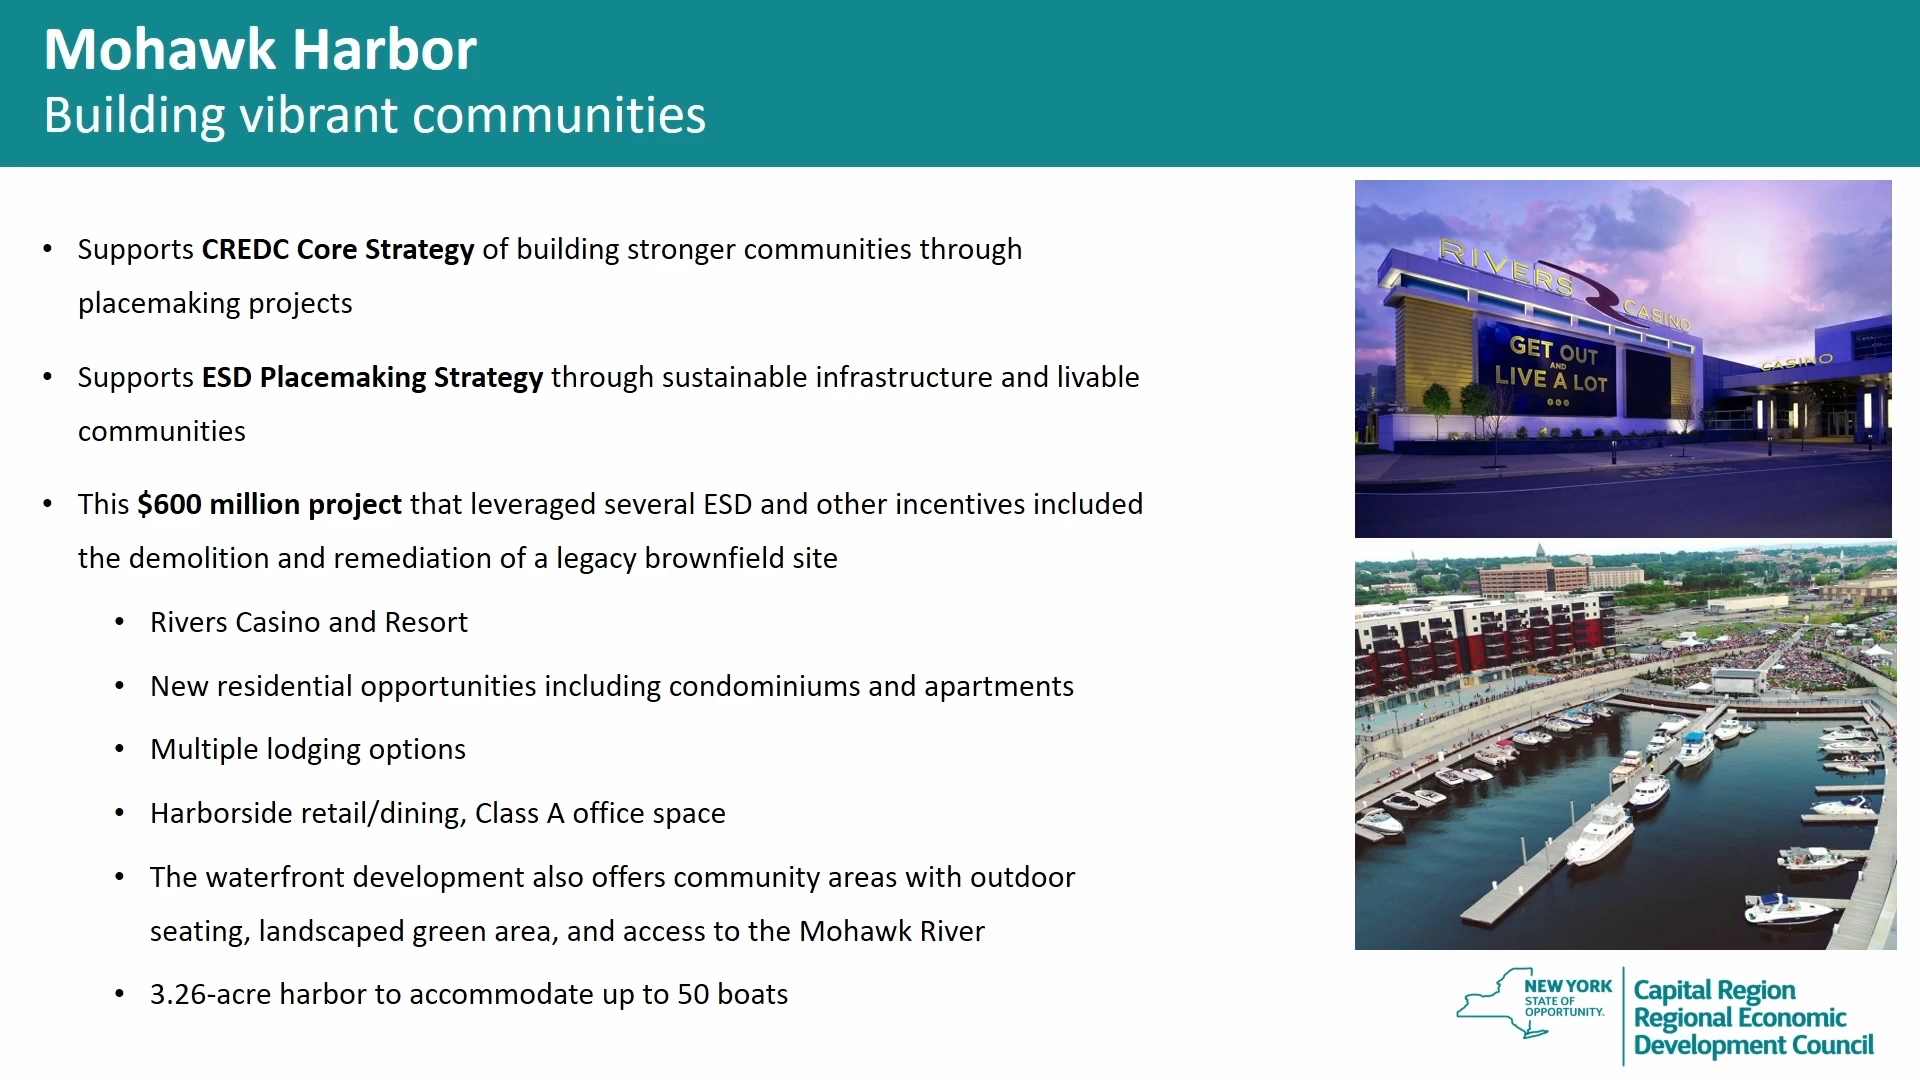 Mohawk Harbor
Building vibrant communities
• Supports CREDC Core Strategy of building stronger communities through
placemaking projects
• Supports ESD Placemaking Strategy through sustainable infrastructure and livable
communities
• This $600 million project that leveraged several ESD and other incentives included
the demolition and remediation of a legacy brownfield site
• Rivers Casino and Resort
• New residential opportunities including condominiums and apartments
• Multiple lodging options
• Harborside retail/dining, Class A office space
• The waterfront development also offers community areas with outdoor
seating, landscaped green area, and access to the Mohawk River
• 3.26-acre harbor to accommodate up to 50 boats
RIVERS CASINO
GET OUT
AND
LIVE A LOT
CASINO
NEW YORK
STATE OF
OPPORTUNITY.
Capital Region
Regional Economic
Development Council